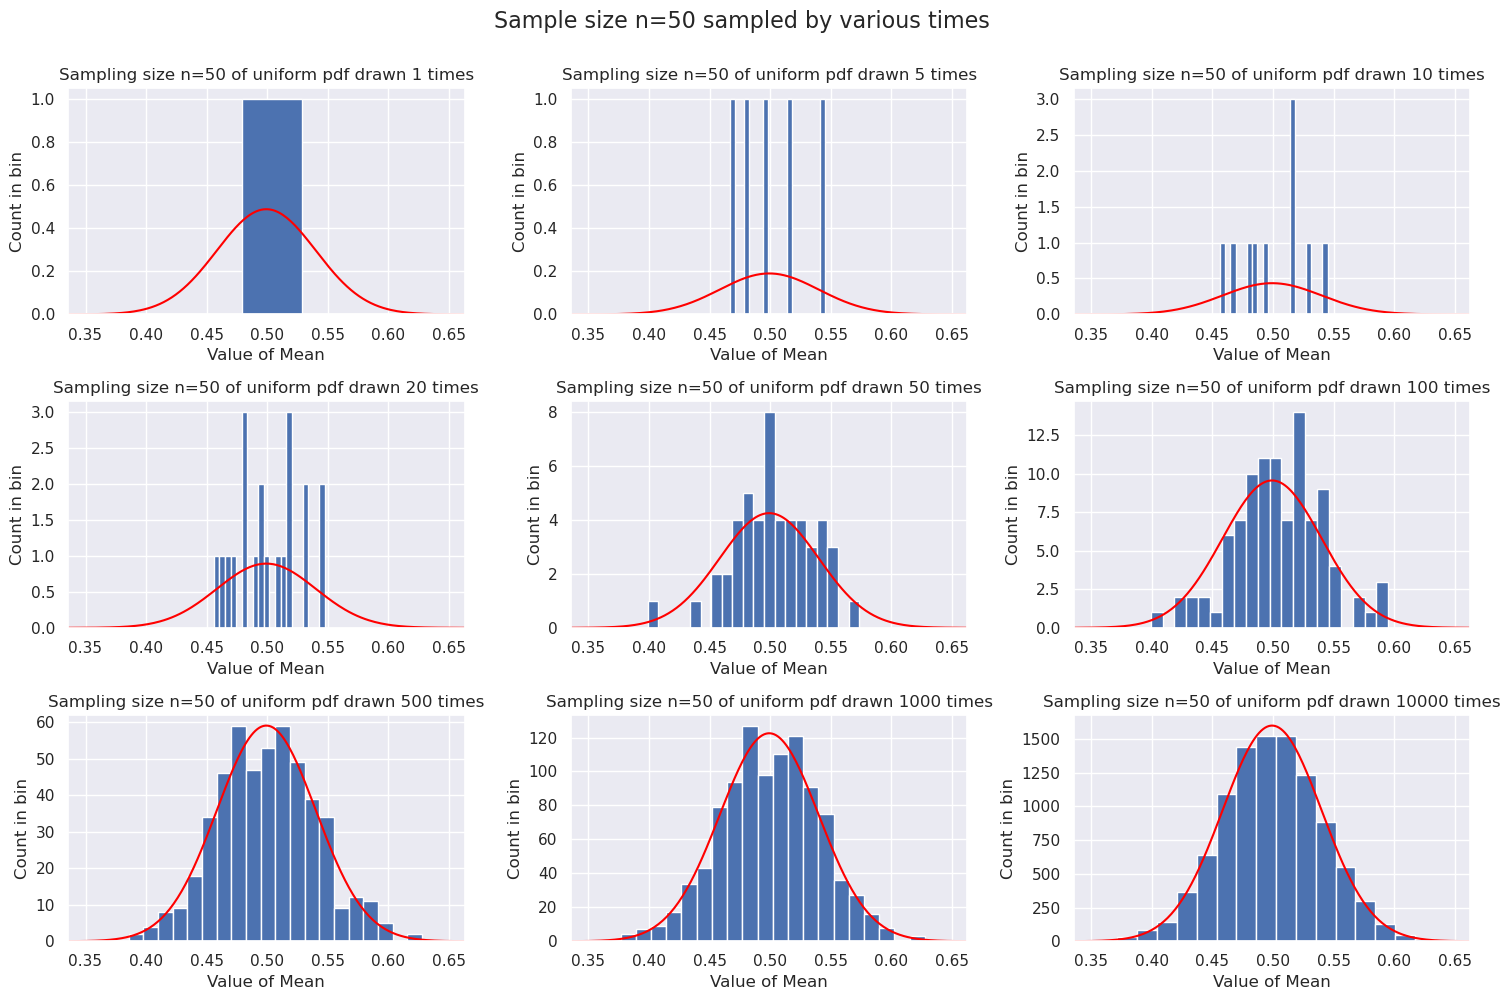 Sample size n=50 sampled by various times
Sampling size n=50 of uniform pdf drawn 1 times
1.0
0.8
0.6
0.4
0.2
0.0
Count in bin
0.35 0.40 0.45 0.50 0.55 0.60 0.65
Value of Mean
Sampling size n=50 of uniform pdf drawn 5 times
1.0
0.8
0.6
0.4
0.2
0.0
Count in bin
0.35 0.40 0.45 0.50 0.55 0.60 0.65
Value of Mean
Sampling size n=50 of uniform pdf drawn 10 times
3.0
2.5
2.0
1.5
1.0
0.5
0.0
Count in bin
0.35 0.40 0.45 0.50 0.55 0.60 0.65
Value of Mean
Sampling size n=50 of uniform pdf drawn 20 times
3.0
2.5
2.0
1.5
1.0
0.5
0.0
Count in bin
0.35 0.40 0.45 0.50 0.55 0.60 0.65
Value of Mean
Sampling size n=50 of uniform pdf drawn 50 times
8
6
4
2
0
Count in bin
0.35 0.40 0.45 0.50 0.55 0.60 0.65
Value of Mean
Sampling size n=50 of uniform pdf drawn 100 times
12.5
10.0
7.5
5.0
2.5
0.0
Count in bin
0.35 0.40 0.45 0.50 0.55 0.60 0.65
Value of Mean
Sampling size n=50 of uniform pdf drawn 500 times
60
50
40
30
20
10
0
Count in bin
0.35 0.40 0.45 0.50 0.55 0.60 0.65
Value of Mean
Sampling size n=50 of uniform pdf drawn 1000 times
120
100
80
60
40
20
0
Count in bin
0.35 0.40 0.45 0.50 0.55 0.60 0.65
Value of Mean
Sampling size n=50 of uniform pdf drawn 10000 times
1500
1250
1000
750
500
250
0
Count in bin
0.35 0.40 0.45 0.50 0.55 0.60 0.65
Value of Mean